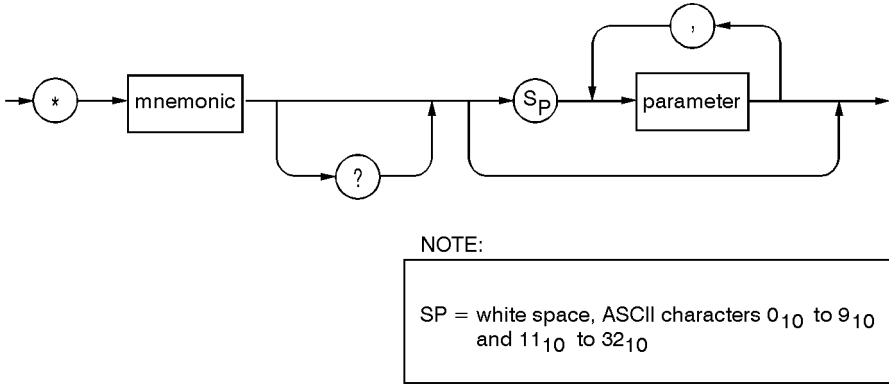 ,
* mnemonic SP parameter
?
NOTE:
SP = white space, ASCII characters 0₁₀ to 9₁₀
and 11₁₀ to 32₁₀